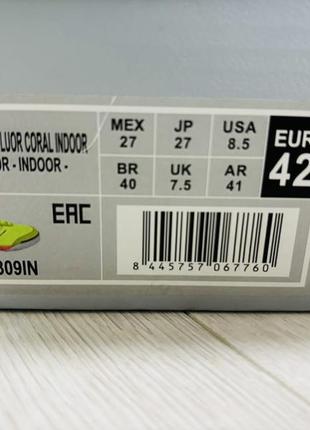 LUOR CORAL INDOOR
OR - INDOOR -
MEX 27
JP 27
USA 8.5
EUR 42
BR 40
UK 7.5
AR 41
EAC
309IN
8 445757 067760